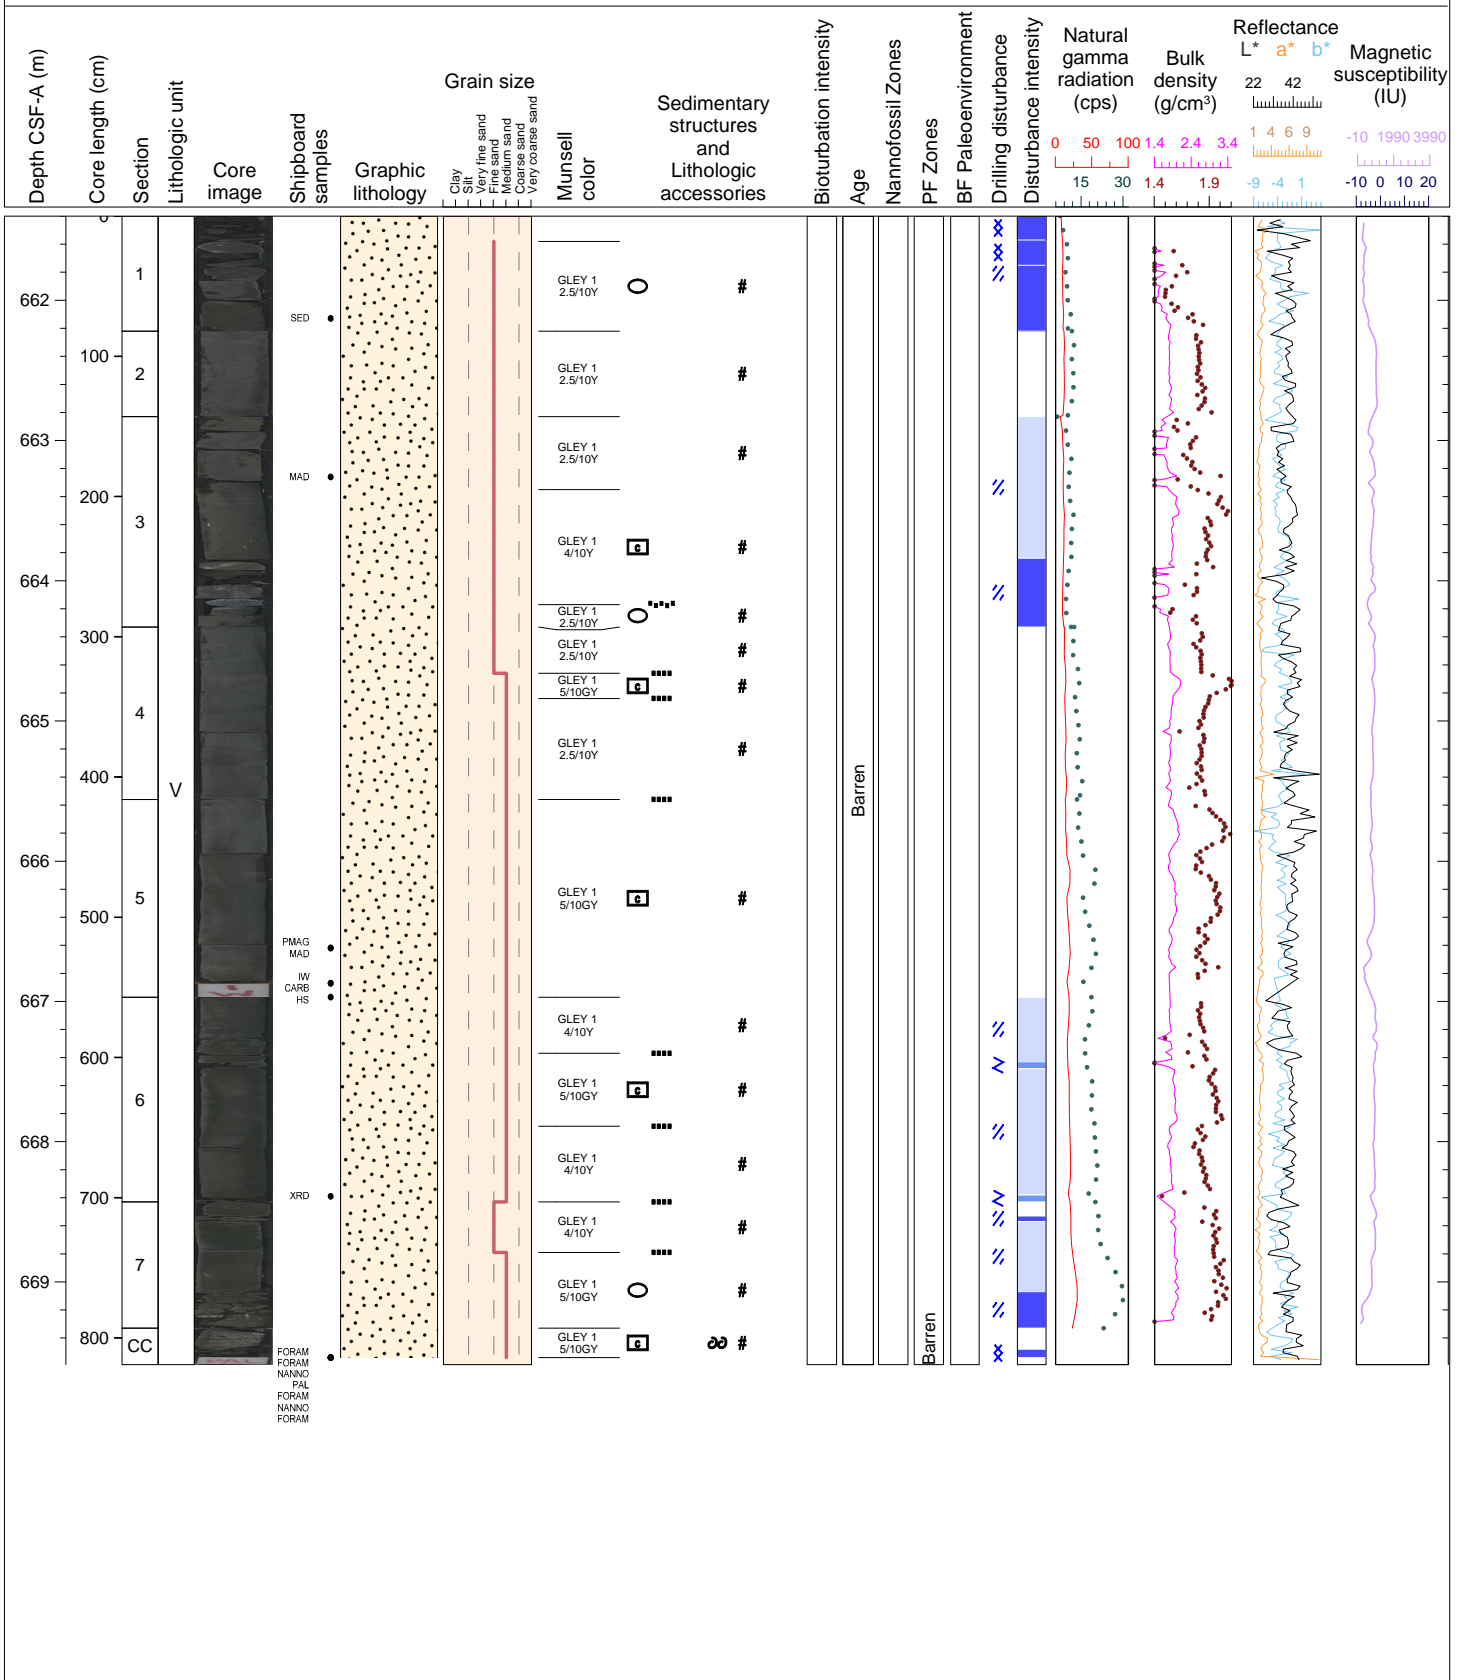 Depth CSF-A (m)
Core length (cm)
Section
Lithologic unit
Core
image
Shipboard
samples
Graphic
lithology
Grain size
Clay
Silt
Very fine sand
Fine sand
Medium sand
Coarse sand
Very coarse sand
Munsell
color
Sedimentary
structures
and
Lithologic
accessories
Bioturbation intensity
Age
Nannofossil Zones
PF Zones
BF Paleoenvironment
Drilling disturbance
Disturbance intensity
Natural
gamma
radiation
(cps)
0 50 100
15 30
Bulk
density
(g/cm³)
1.4 2.4 3.4
1.4 1.9
Reflectance
L* a* b*
22 42
1 4 6 9
-9 -4 1
Magnetic
susceptibility
(IU)
-10 1990 3990
-10 0 10 20
0
1
GLEY 1
2.5/10Y
#
662
SED
100
2
GLEY 1
2.5/10Y
#
663
GLEY 1
2.5/10Y
#
MAD
200
3
GLEY 1
4/10Y
c
#
664
GLEY 1
2.5/10Y
#
300
GLEY 1
2.5/10Y
#
GLEY 1
5/10GY
c
#
665
4
GLEY 1
2.5/10Y
#
400
V
Barren
666
5
GLEY 1
5/10GY
c
#
500
PMAG
MAD
IW
CARB
HS
667
GLEY 1
4/10Y
#
600
GLEY 1
5/10GY
c
#
6
668
GLEY 1
4/10Y
#
XRD
700
GLEY 1
4/10Y
#
7
669
GLEY 1
5/10GY
#
800
CC
GLEY 1
5/10GY
c
#
Barren
PAL
FORAM
FORAM
NANNO
PAL
FORAM
NANNO
FORAM